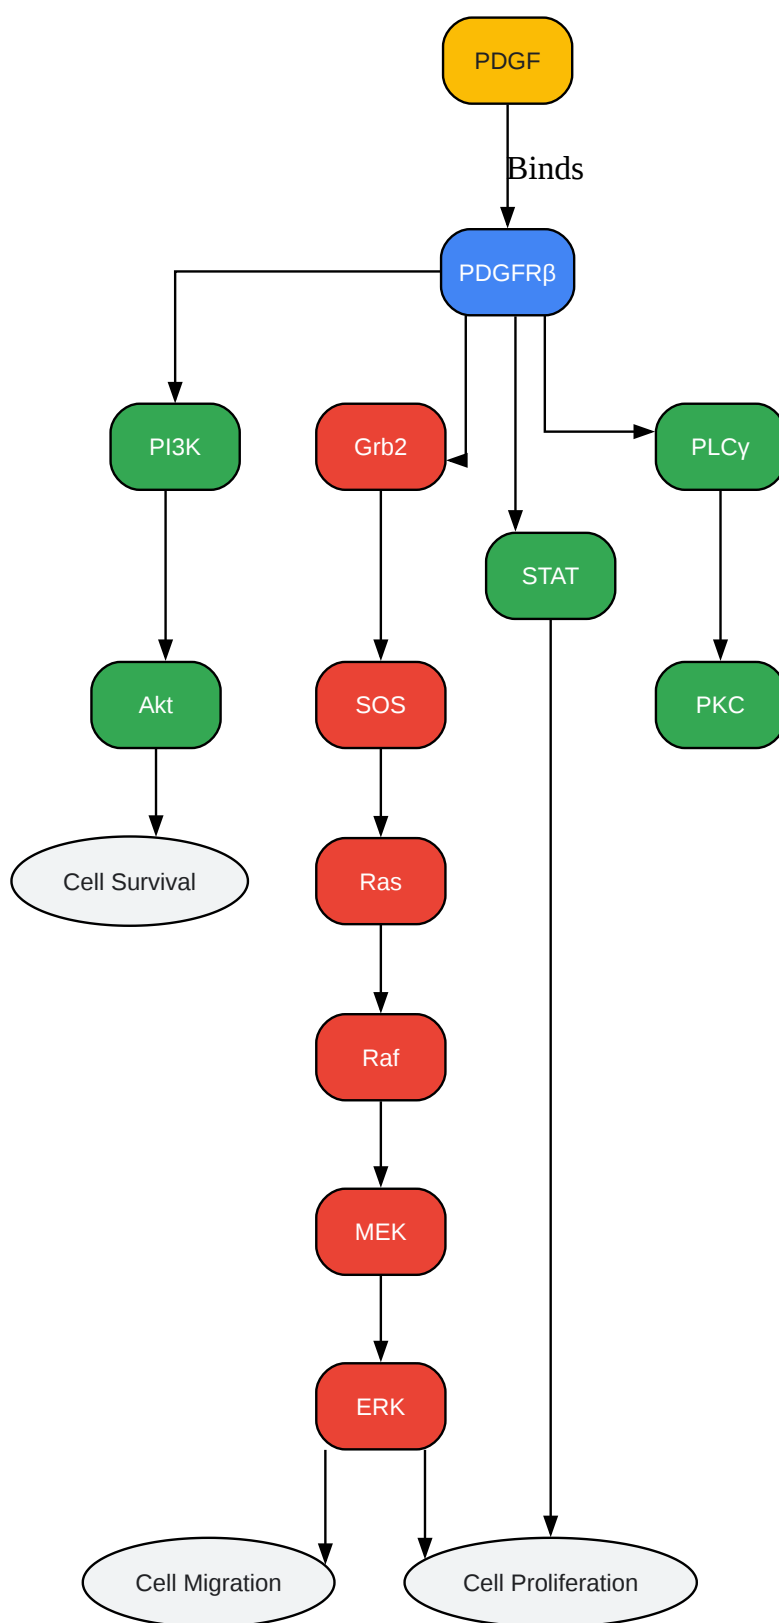 PDGF
Binds
PDGFRβ
PI3K
Grb2
PLCγ
STAT
Akt
SOS
PKC
Cell Survival
Ras
Raf
MEK
ERK
Cell Migration
Cell Proliferation